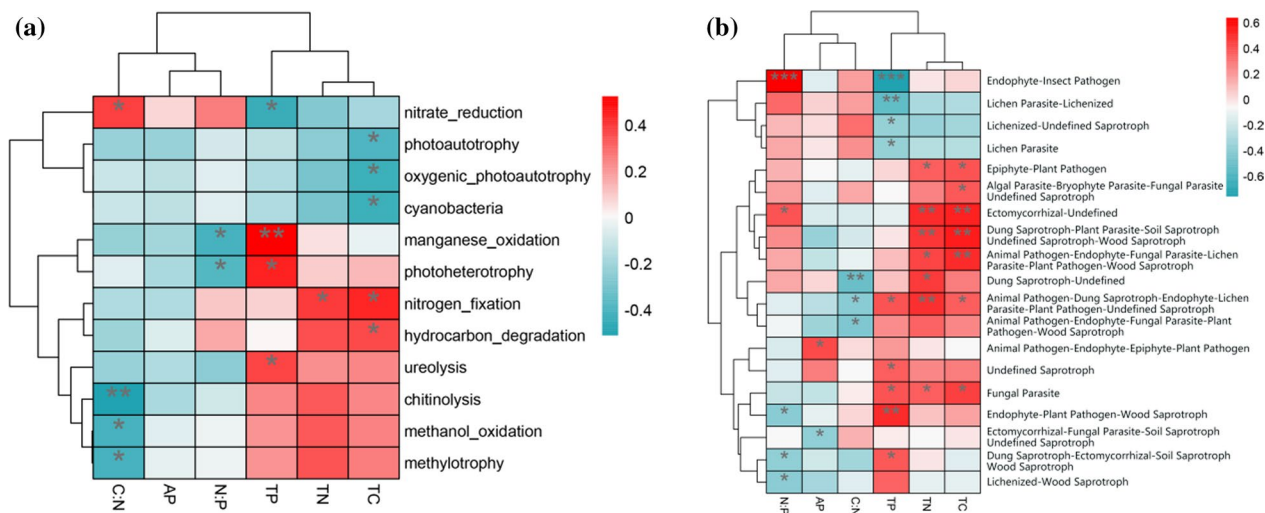 (a)
nitrate_reduction
photoautotrophy
oxygenic_photoautotrophy
cyanobacteria
manganese_oxidation
photoheterotrophy
nitrogen_fixation
hydrocarbon_degradation
ureolysis
chitinolysis
methanol_oxidation
methylotrophy
* *
*
*
*
* **
* *
* *
*
*
**
*
*
C:N AP N:P TP TN TC
0.4
0.2
0
-0.2
-0.4
(b)
Endophyte-Insect Pathogen
Lichen Parasite-Lichenized
Lichenized-Undefined Saprotroph
Lichen Parasite
Epiphyte-Plant Pathogen
Algal Parasite-Bryophyte Parasite-Fungal Parasite
Undefined Saprotroph
Ectomycorrhizal-Undefined
Dung Saprotroph-Plant Parasite-Soil Saprotroph
Undefined Saprotroph-Wood Saprotroph
Animal Pathogen-Endophyte-Fungal Parasite-Lichen
Parasite-Plant Pathogen-Wood Saprotroph
Dung Saprotroph-Undefined
Animal Pathogen-Dung Saprotroph-Endophyte-Lichen
Parasite-Plant Pathogen-Undefined Saprotroph
Animal Pathogen-Endophyte-Fungal Parasite-Plant
Pathogen-Wood Saprotroph
Animal Pathogen-Endophyte-Epiphyte-Plant Pathogen
Undefined Saprotroph
Fungal Parasite
Endophyte-Plant Pathogen-Wood Saprotroph
Ectomycorrhizal-Fungal Parasite-Soil Saprotroph
Undefined Saprotroph
Dung Saprotroph-Ectomycorrhizal-Soil Saprotroph
Wood Saprotroph
Lichenized-Wood Saprotroph
*** ***
**
*
*
* *
*
* ** **
** **
* **
** *
* * ** *
*
*
*
* * *
* **
*
* *
*
N:P AP C:N TP TN TC
0.6
0.4
0.2
0
-0.2
-0.4
-0.6